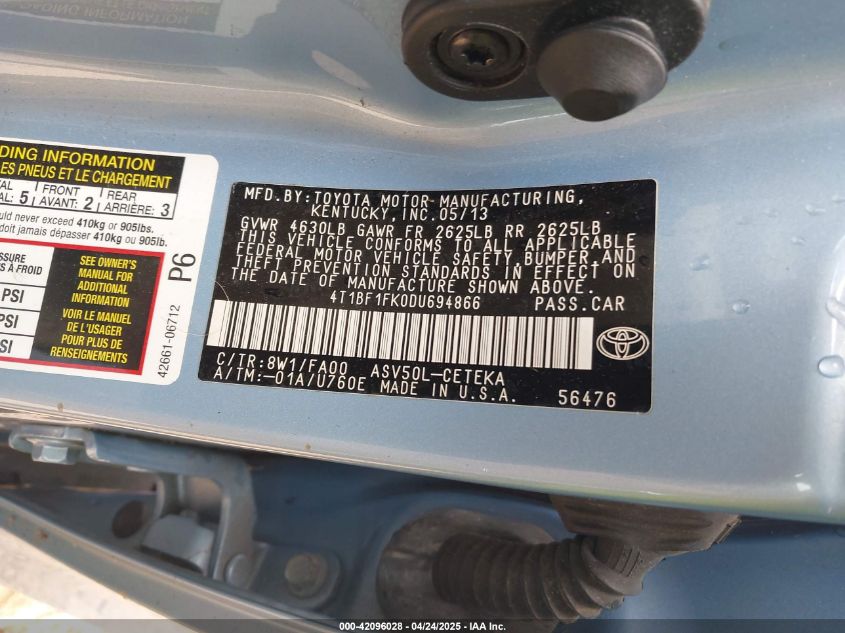 DING INFORMATION
ES PNEUS ET LE CHARGEMENT
AL FRONT REAR
AL: 5 AVANT: 2 ARRIÈRE: 3
uld never exceed 410kg or 905lbs.
doit jamais dépasser 410kg ou 905lb.
SSURE
S À FROID
PSI
PSI
SI
SEE OWNER'S
MANUAL FOR
ADDITIONAL
INFORMATION
VOIR LE MANUEL
DE L'USAGER
POUR PLUS DE
RENSEIGNEMENTS
P6
42661-06712
MFD.BY:TOYOTA MOTOR MANUFACTURING,
KENTUCKY, INC.05/13
GVWR 4630LB GAWR FR 2625LB RR 2625LB
THIS VEHICLE CONFORMS TO ALL APPLICABLE
FEDERAL MOTOR VEHICLE SAFETY,BUMPER,AND
THEFT PREVENTION STANDARDS IN EFFECT ON
THE DATE OF MANUFACTURE SHOWN ABOVE.
4T1BF1FK0DU694866 PASS.CAR
C/TR:8W1/FA00 ASV50L-CETEKA
A/TM:-01A/U760E MADE IN U.S.A. 56476
000-42096028 - 04/24/2025 - IAA Inc.